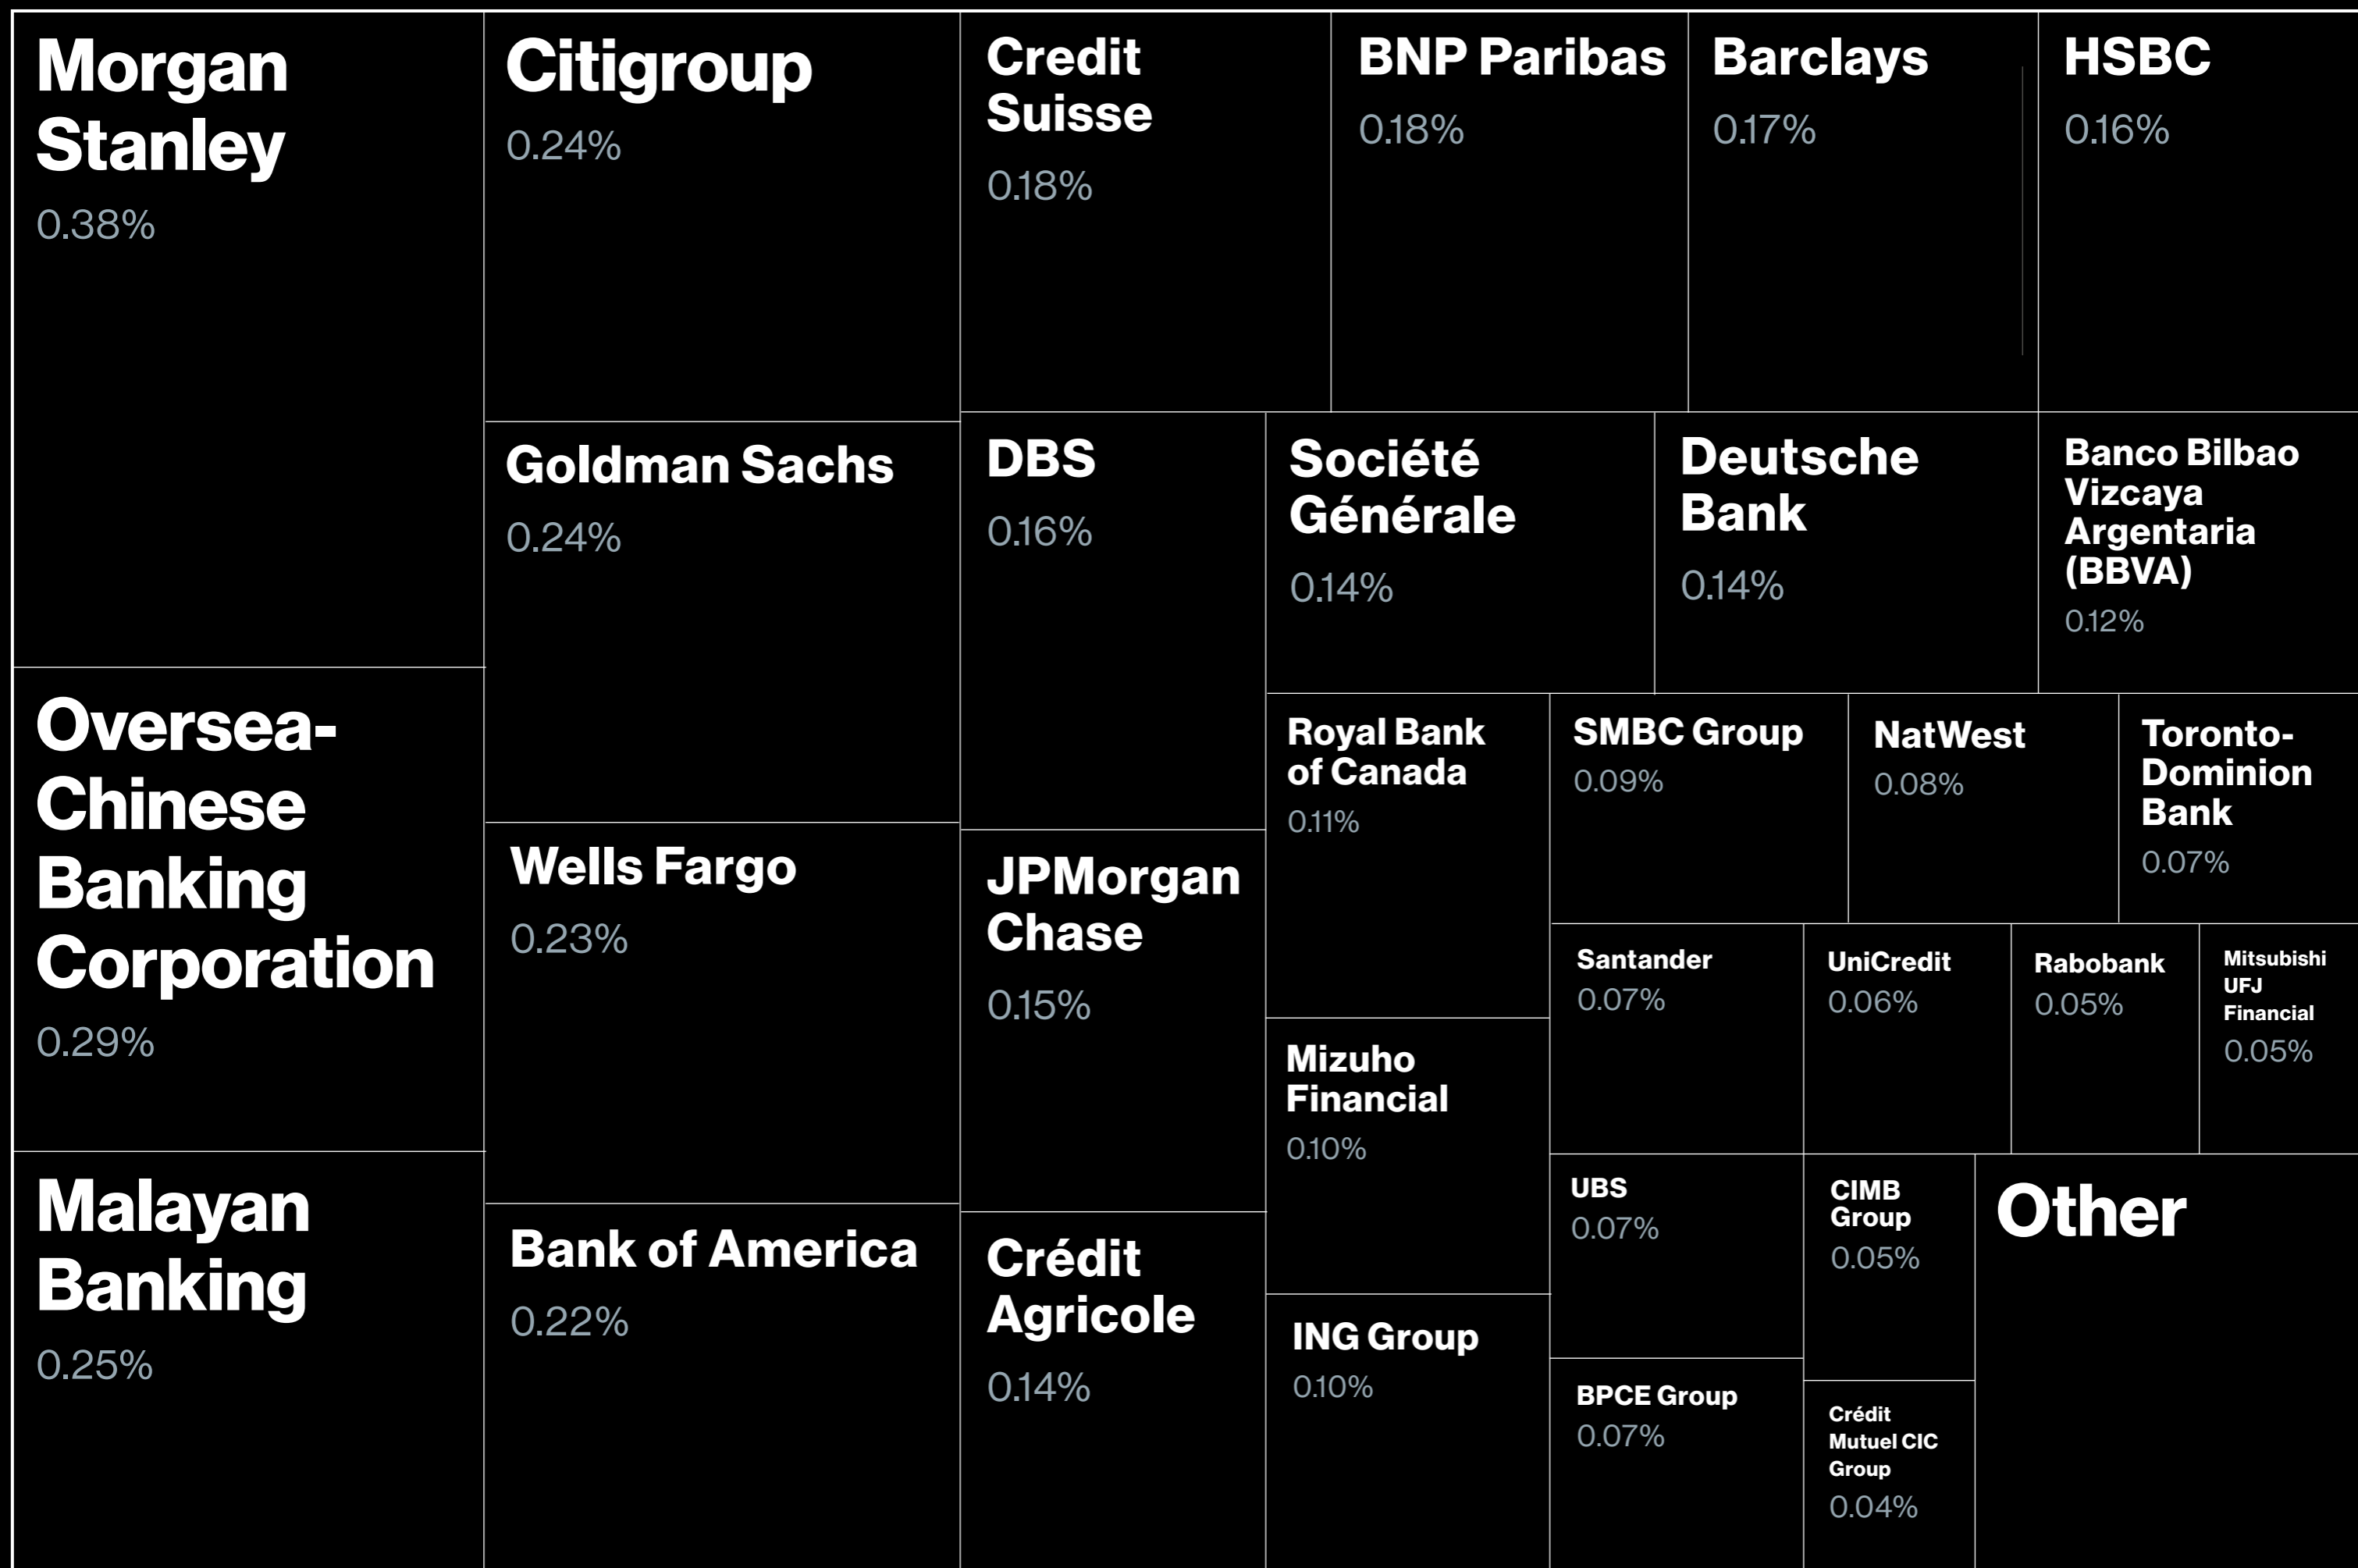 Morgan
Stanley
0.38%
Oversea-
Chinese
Banking
Corporation
0.29%
Malayan
Banking
0.25%
Citigroup
0.24%
Goldman Sachs
0.24%
Wells Fargo
0.23%
Bank of America
0.22%
Credit
Suisse
0.18%
BNP Paribas
0.18%
Barclays
0.17%
HSBC
0.16%
DBS
0.16%
JPMorgan
Chase
0.15%
Crédit
Agricole
0.14%
Société
Générale
0.14%
Deutsche
Bank
0.14%
Banco Bilbao
Vizcaya
Argentaria
(BBVA)
0.12%
Royal Bank
of Canada
0.11%
Mizuho
Financial
0.10%
ING Group
0.10%
SMBC Group
0.09%
NatWest
0.08%
Toronto-
Dominion
Bank
0.07%
Santander
0.07%
UniCredit
0.06%
Rabobank
0.05%
Mitsubishi
UFJ
Financial
0.05%
UBS
0.07%
BPCE Group
0.07%
CIMB
Group
0.05%
Crédit
Mutuel CIC
Group
0.04%
Other